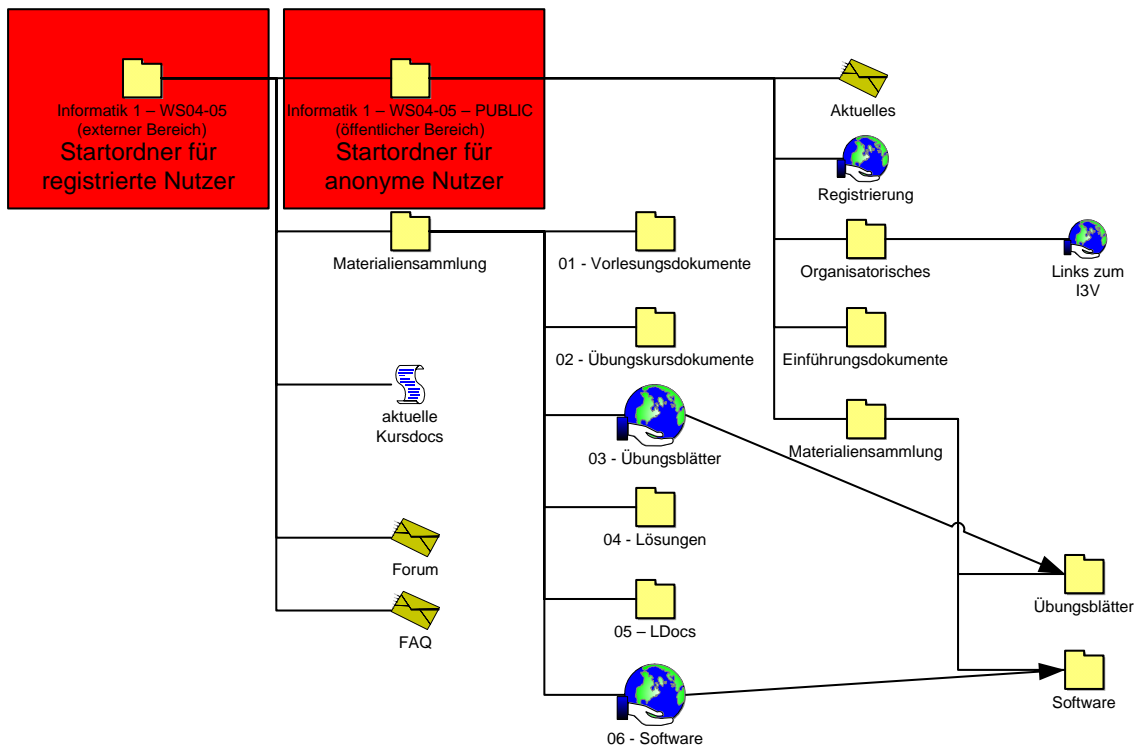 Informatik 1 – WS04-05
(externer Bereich)
Startordner für
registrierte Nutzer
Informatik 1 – WS04-05 – PUBLIC
(öffentlicher Bereich)
Startordner für
anonyme Nutzer
Aktuelles
Registrierung
Materialiensammlung
01 - Vorlesungsdokumente
Organisatorisches
Links zum
I3V
02 - Übungskursdokumente
Einführungsdokumente
aktuelle
Kursdocs
03 - Übungsblätter
Materialiensammlung
04 - Lösungen
Forum
Übungsblätter
05 – LDocs
FAQ
Software
06 - Software